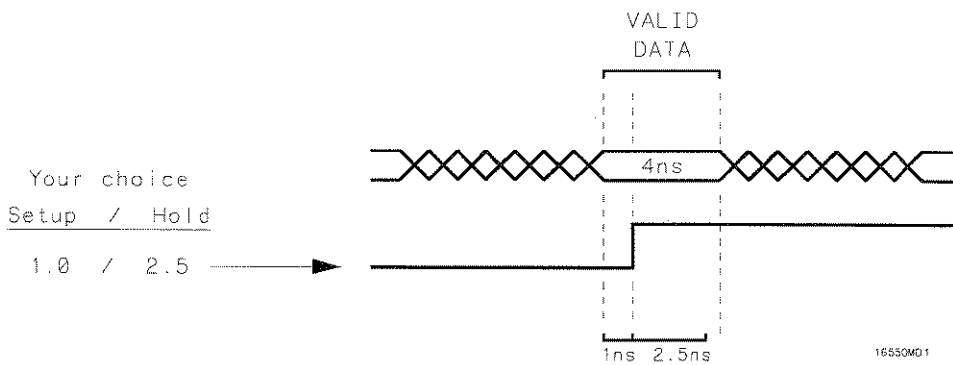 VALID
DATA
4ns
Your choice
Setup / Hold
1.0 / 2.5
1ns 2.5ns
16550M01